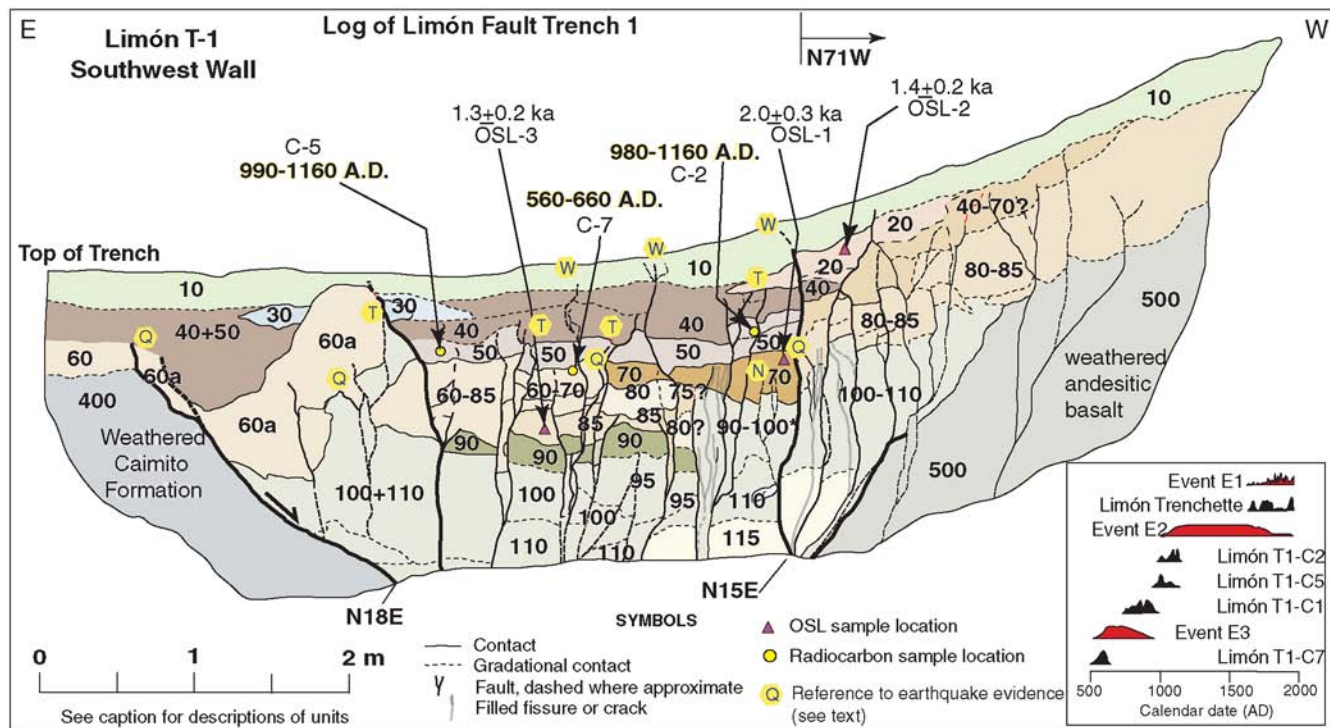 E
Log of Limón Fault Trench 1
W
Limón T-1
Southwest Wall
N71W
1.4±0.2 ka
OSL-2
1.3±0.2 ka
OSL-3
2.0±0.3 ka
OSL-1
C-5
990-1160 A.D.
980-1160 A.D.
C-2
560-660 A.D.
C-7
10
20
40-70?
W
W
W
Top of Trench
10
10
20
80-85
500
30
30
T
T
40
40+50
60a
T
T
40
40
80-85
60
Q
50
50
50
50
Q
weathered
andesitic
basalt
60a
Q
Q
70
N
70
400
60-85
60-70
80
75?
100-110
60a
85
85
80?
90-100*
Weathered
Caimito
Formation
90
90
90
500
100+110
100
95
95
110
100
110
110
115
N18E
N15E
Event E1
Limón Trenchette
Event E2
Limón T1-C2
Limón T1-C5
Limón T1-C1
Event E3
Limón T1-C7
500 1000 1500 2000
Calendar date (AD)
SYMBOLS
Contact
Gradational contact
Fault, dashed where approximate
Filled fissure or crack
OSL sample location
Radiocarbon sample location
Q Reference to earthquake evidence
(see text)
0 1 2 m
See caption for descriptions of units